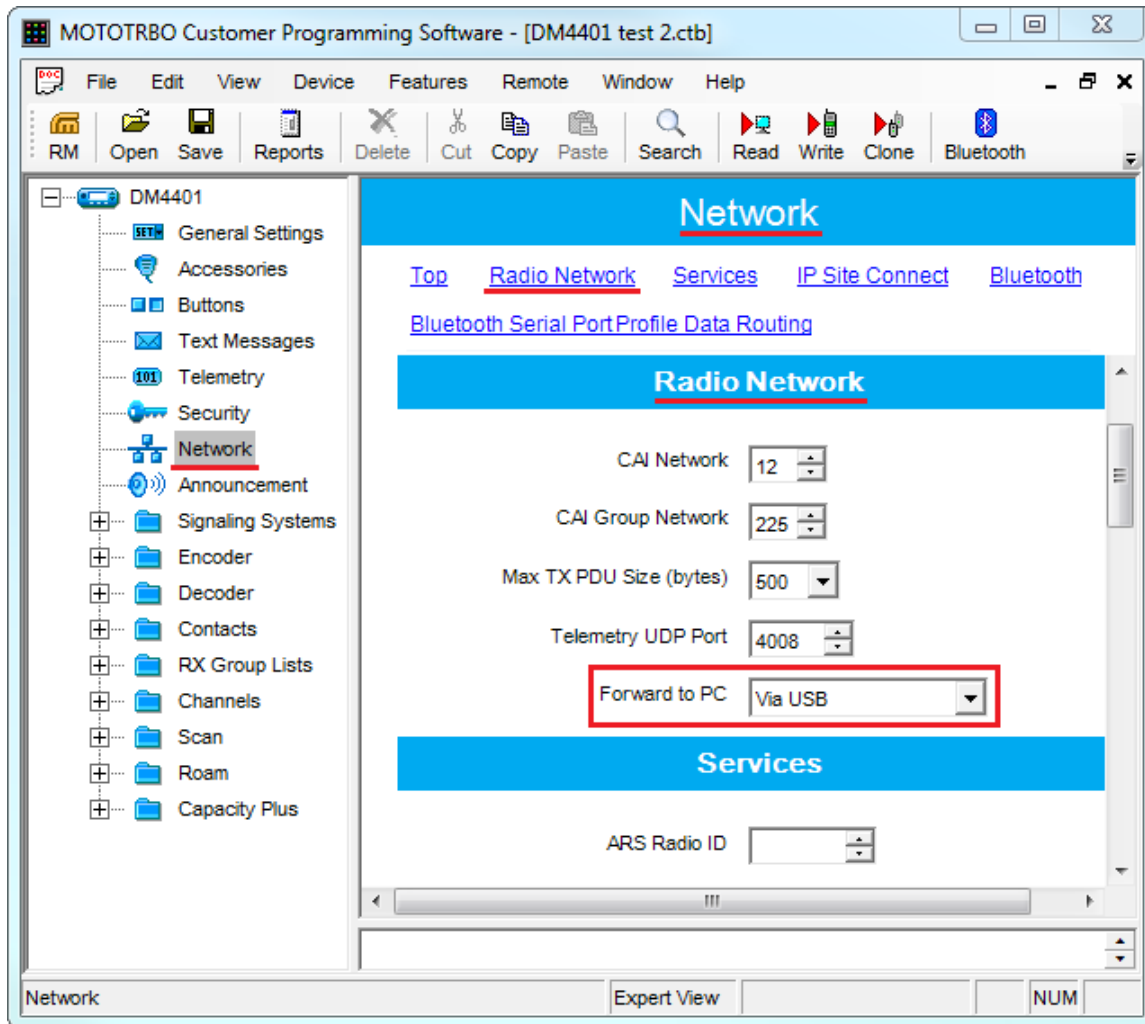 MOTOTRBO Customer Programming Software - [DM4401 test 2.ctb]
DOC File Edit View Device Features Remote Window Help
RM Open Save Reports Delete Cut Copy Paste Search Read Write Clone Bluetooth
DM4401
SET General Settings
Accessories
Buttons
Text Messages
101 Telemetry
Security
Network
Announcement
Signaling Systems
Encoder
Decoder
Contacts
RX Group Lists
Channels
Scan
Roam
Capacity Plus
Network
Top Radio Network Services IP Site Connect Bluetooth
Bluetooth Serial Port Profile Data Routing
Radio Network
CAI Network 12
CAI Group Network 225
Max TX PDU Size (bytes) 500
Telemetry UDP Port 4008
Forward to PC Via USB
Services
ARS Radio ID
Network Expert View NUM